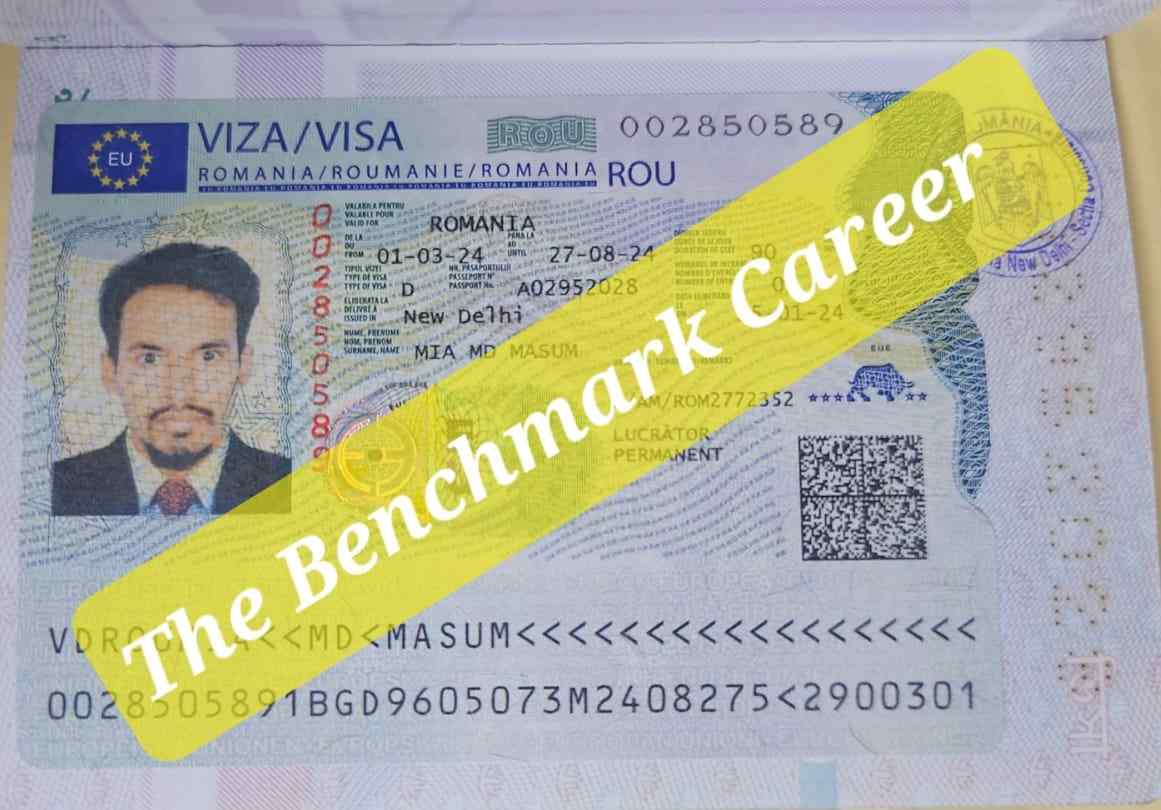 EU
VIZA/VISA
ROU
002850589
ROMANIA/ROUMANIE/ROMANIA ROU
002850589
VALABILA PENTRU
VALABLE POUR
VALID FOR
ROMANIA
DE LA
DU
FROM
01-03-24
PANA LA
AU
UNTIL
27-08-24
90
TIPUL VIZEI
TYPE DE VISA
TYPE OF VISA
D
NR. PASAPORTULUI
PASSEPORT N°
PASSPORT No.
A02952028
ELIBERATA LA
DÉLIVRÉ À
ISSUED IN
New Delhi
01-24
NUME, PRENUME
NOM, PRENOM
SURNAME, NAME
MIA MD MASUM
AM/ROM2772352
LUCRĂTOR
PERMANENT
The Benchmark Career
MD<MASUM<<<<<<<<<<<<<<<<<<
0028505891BGD9605073M2408275<2900301
ROMÂNIA
New Delhi